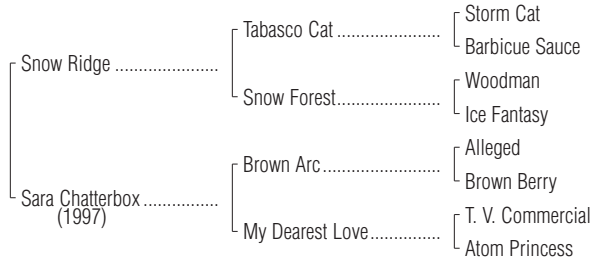 Storm Cat
Tabasco Cat ......................
Barbicue Sauce
Snow Ridge ......................
Woodman
Snow Forest......................
Ice Fantasy
Alleged
Brown Arc.........................
Brown Berry
Sara Chatterbox ................
(1997)
T. V. Commercial
My Dearest Love...............
Atom Princess